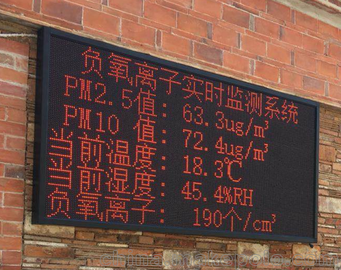 负氧离子实时监测系统
PM2.5值: 63.3ug/m³
PM10 值: 72.4ug/m³
当前温度: 18.3℃
当前湿度: 45.4%RH
负氧离子: 190个/cm³